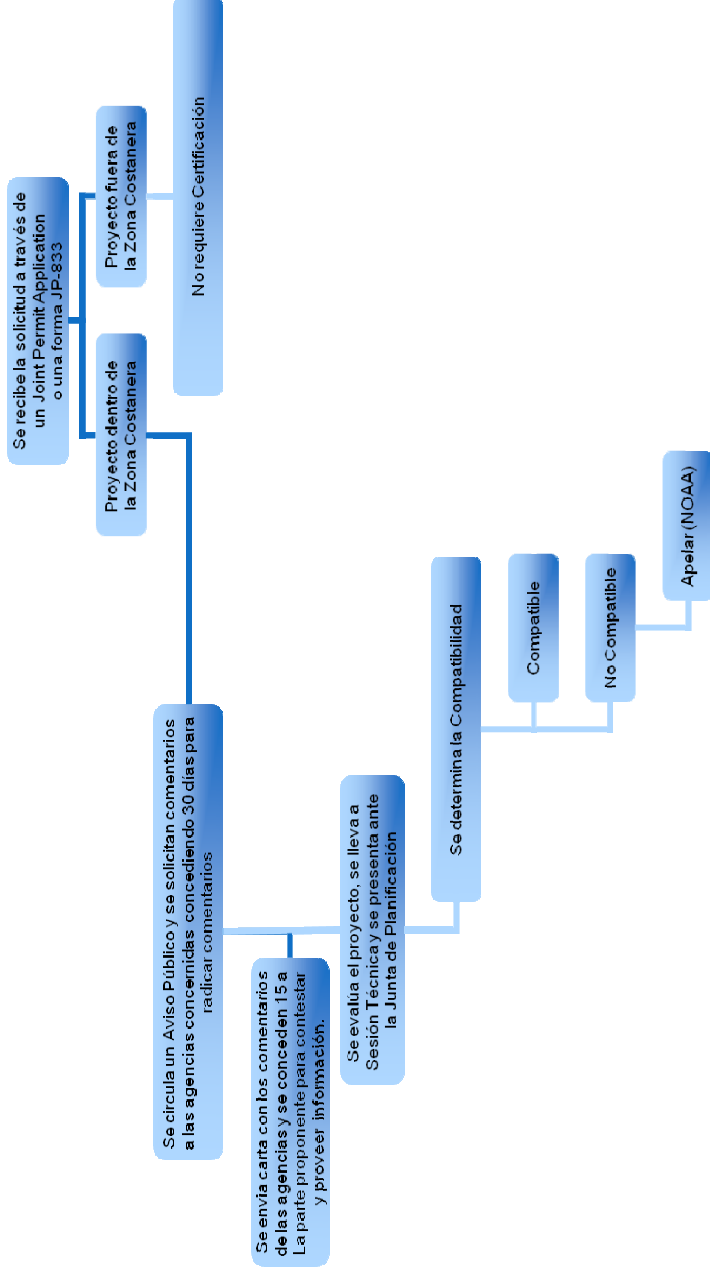 Se recibe la solicitud a través de
un Joint Permit Application
o una forma JP-833
Proyecto dentro de
la Zona Costanera
Proyecto fuera de
la Zona Costanera
No requiere Certificación
Se circula un Aviso Público y se solicitan comentarios
a las agencias concernidas concediendo 30 días para
radicar comentarios
Se envia carta con los comentarios
de las agencias y se conceden 15 a
La parte proponente para contestar
y proveer información.
Se evalúa el proyecto, se lleva a
Sesión Técnica y se presenta ante
la Junta de Planificación
Se determina la Compatibilidad
Compatible
No Compatible
Apelar (NOAA)